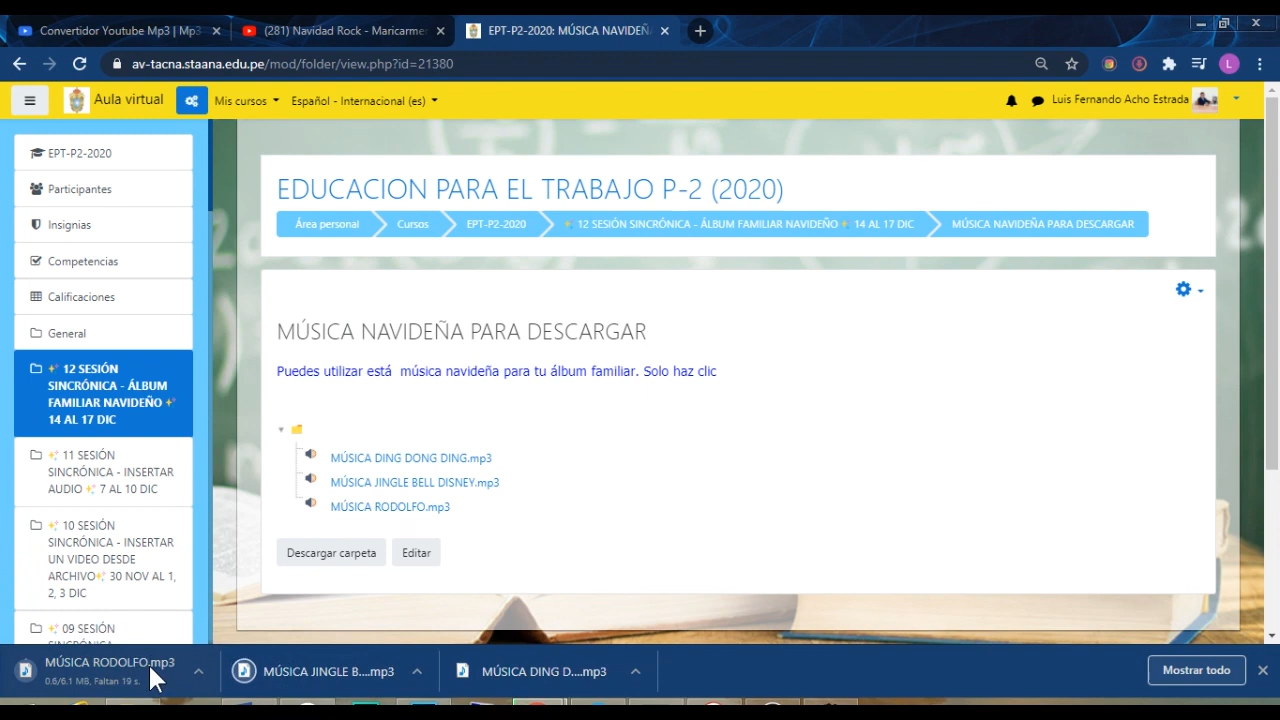 Convertidor Youtube Mp3 | Mp3
(281) Navidad Rock - Maricarmen
EPT-P2-2020: MÚSICA NAVIDEÑ
av-tacna.staana.edu.pe/mod/folder/view.php?id=21380
L
Aula virtual
Mis cursos
Español - Internacional (es)
Luis Fernando Acho Estrada
EPT-P2-2020
Participantes
Insignias
Competencias
Calificaciones
General
12 SESIÓN
SINCRÓNICA - ÁLBUM
FAMILIAR NAVIDEÑO
14 AL 17 DIC
11 SESIÓN
SINCRÓNICA - INSERTAR
AUDIO 7 AL 10 DIC
10 SESIÓN
SINCRÓNICA - INSERTAR
UN VIDEO DESDE
ARCHIVO 30 NOV AL 1,
2, 3 DIC
09 SESIÓN
SINCRÓNICA
EDUCACION PARA EL TRABAJO P-2 (2020)
Área personal
Cursos
EPT-P2-2020
12 SESIÓN SINCRÓNICA - ÁLBUM FAMILIAR NAVIDEÑO 14 AL 17 DIC
MÚSICA NAVIDEÑA PARA DESCARGAR
MÚSICA NAVIDEÑA PARA DESCARGAR
Puedes utilizar está música navideña para tu álbum familiar. Solo haz clic
MÚSICA DING DONG DING.mp3
MÚSICA JINGLE BELL DISNEY.mp3
MÚSICA RODOLFO.mp3
Descargar carpeta
Editar
MÚSICA RODOLFO.mp3
0.6/6.1 MB, Faltan 19 s.
MÚSICA JINGLE B....mp3
MÚSICA DING D....mp3
Mostrar todo